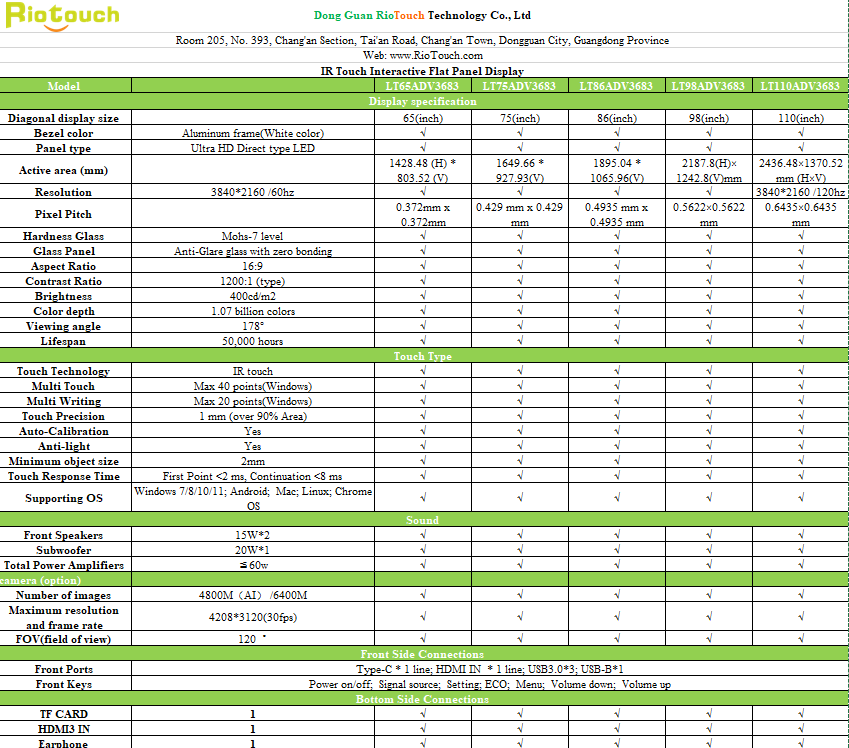 Riotouch
Dong Guan RioTouch Technology Co., Ltd
Room 205, No. 393, Chang'an Section, Tai'an Road, Chang'an Town, Dongguan City, Guangdong Province
Web: www.RioTouch.com
IR Touch Interactive Flat Panel Display
Model LT65ADV3683 LT75ADV3683 LT86ADV3683 LT98ADV3683 LT110ADV3683
Display specification
Diagonal display size 65(inch) 75(inch) 86(inch) 98(inch) 110(inch)
Bezel color Aluminum frame(White color) √ √ √ √ √
Panel type Ultra HD Direct type LED √ √ √ √ √
Active area (mm) 1428.48 (H) * 803.52 (V) 1649.66 * 927.93(V) 1895.04 * 1065.96(V) 2187.8(H)× 1242.8(V)mm 2436.48×1370.52 mm (H×V)
Resolution 3840*2160 /60hz √ √ √ √ 3840*2160 /120hz
Pixel Pitch 0.372mm x 0.372mm 0.429 mm x 0.429 mm 0.4935 mm x 0.4935 mm 0.5622×0.5622 mm 0.6435×0.6435 mm
Hardness Glass Mohs-7 level √ √ √ √ √
Glass Panel Anti-Glare glass with zero bonding √ √ √ √ √
Aspect Ratio 16:9 √ √ √ √ √
Contrast Ratio 1200:1 (type) √ √ √ √ √
Brightness 400cd/m2 √ √ √ √ √
Color depth 1.07 billion colors √ √ √ √ √
Viewing angle 178° √ √ √ √ √
Lifespan 50,000 hours √ √ √ √ √
Touch Type
Touch Technology IR touch √ √ √ √ √
Multi Touch Max 40 points(Windows) √ √ √ √ √
Multi Writing Max 20 points(Windows) √ √ √ √ √
Touch Precision 1 mm (over 90% Area) √ √ √ √ √
Auto-Calibration Yes √ √ √ √ √
Anti-light Yes √ √ √ √ √
Minimum object size 2mm √ √ √ √ √
Touch Response Time First Point <2 ms, Continuation <8 ms √ √ √ √ √
Supporting OS Windows 7/8/10/11; Android; Mac; Linux; Chrome OS √ √ √ √ √
Sound
Front Speakers 15W*2 √ √ √ √ √
Subwoofer 20W*1 √ √ √ √ √
Total Power Amplifiers ≦60w √ √ √ √ √
camera (option)
Number of images 4800M（AI） /6400M √ √ √ √ √
Maximum resolution and frame rate 4208*3120(30fps) √ √ √ √ √
FOV(field of view) 120 ° √ √ √ √ √
Front Side Connections
Front Ports Type-C * 1 line; HDMI IN * 1 line; USB3.0*3; USB-B*1
Front Keys Power on/off; Signal source; Setting; ECO; Menu; Volume down; Volume up
Bottom Side Connections
TF CARD 1 √ √ √ √ √
HDMI3 IN 1 √ √ √ √ √
Earphone 1 √ √ √ √ √